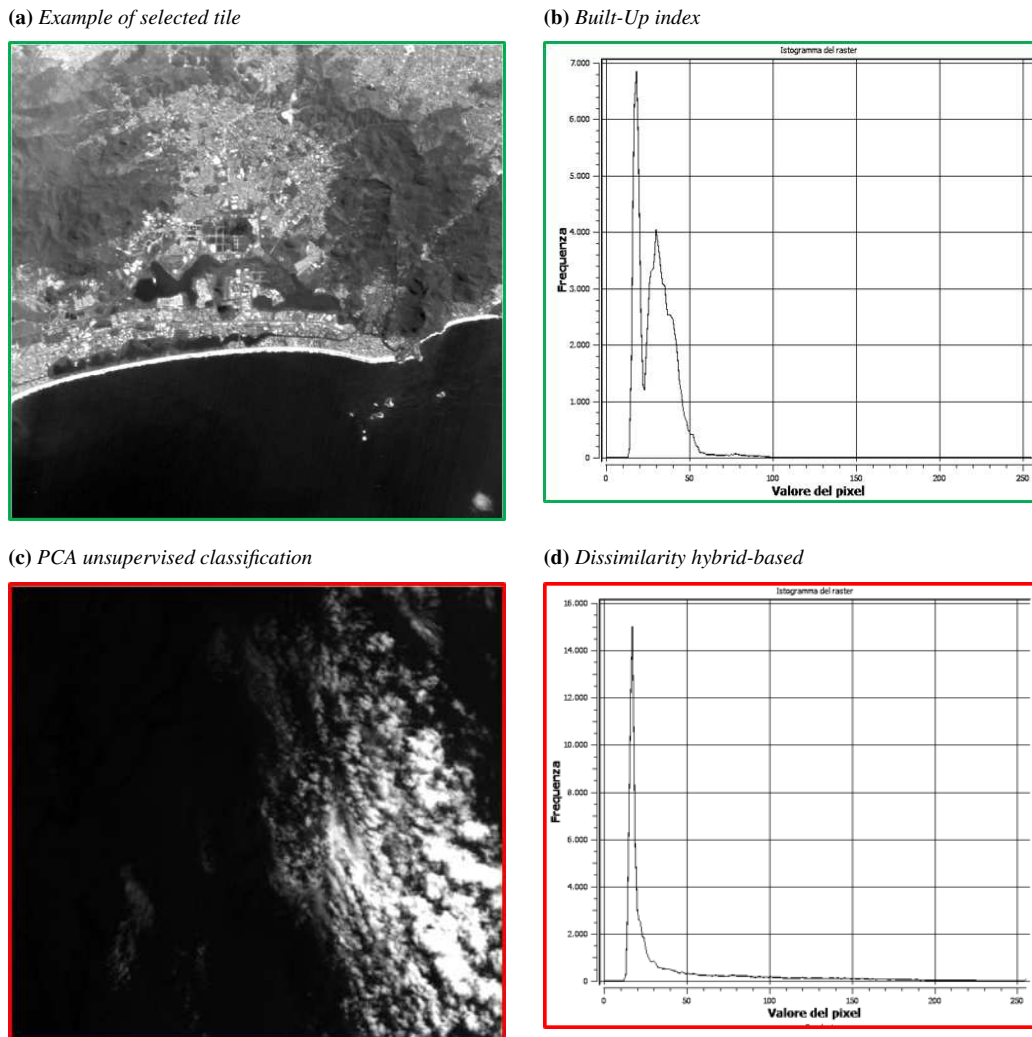 (a) Example of selected tile
(b) Built-Up index
Istogramma del raster
7.000
6.000
5.000
4.000
3.000
2.000
1.000
0
Frequenza
0 50 100 150 200 250
Valore del pixel
(c) PCA unsupervised classification
(d) Dissimilarity hybrid-based
Istogramma del raster
16.000
14.000
12.000
10.000
8.000
6.000
4.000
2.000
0
Frequenza
0 50 100 150 200 250
Valore del pixel